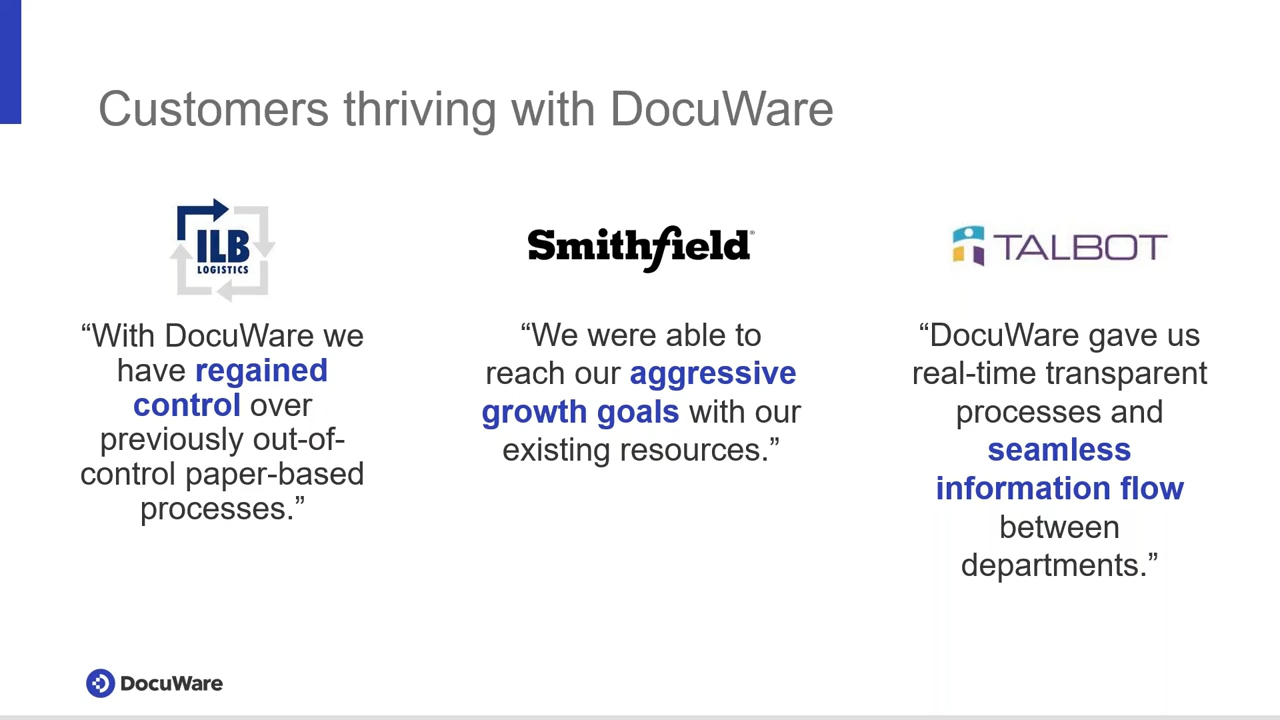 Customers thriving with DocuWare
ILB
LOGISTICS
“With DocuWare we
have regained
control over
previously out-of-
control paper-based
processes.”
Smithfield®
“We were able to
reach our aggressive
growth goals with our
existing resources.”
TALBOT
“DocuWare gave us
real-time transparent
processes and
seamless
information flow
between
departments.”
DocuWare